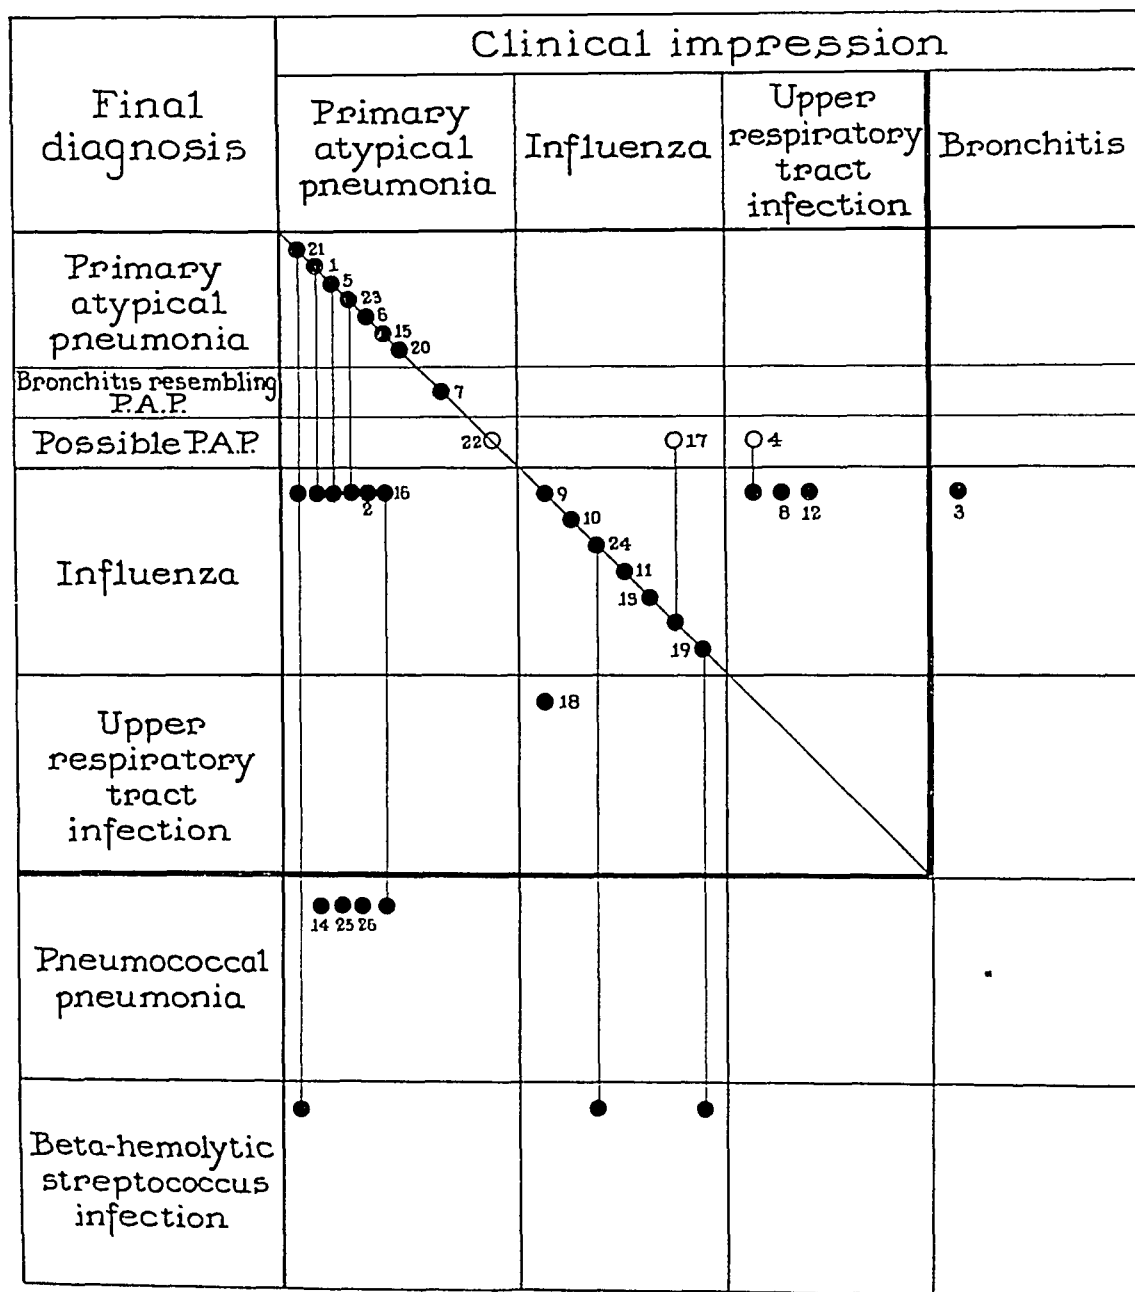 Clinical impression
Final
diagnosis
Primary
atypical
pneumonia
Influenza
Upper
respiratory
tract
infection
Bronchitis
Primary
atypical
pneumonia
21
1
5
23
6
15
20
Bronchitis resembling
P.A.P.
7
Possible P.A.P.
22
17
4
Influenza
2
16
9
10
24
11
13
19
8
12
3
Upper
respiratory
tract
infection
18
Pneumococcal
pneumonia
14 25 26
Beta-hemolytic
streptococcus
infection